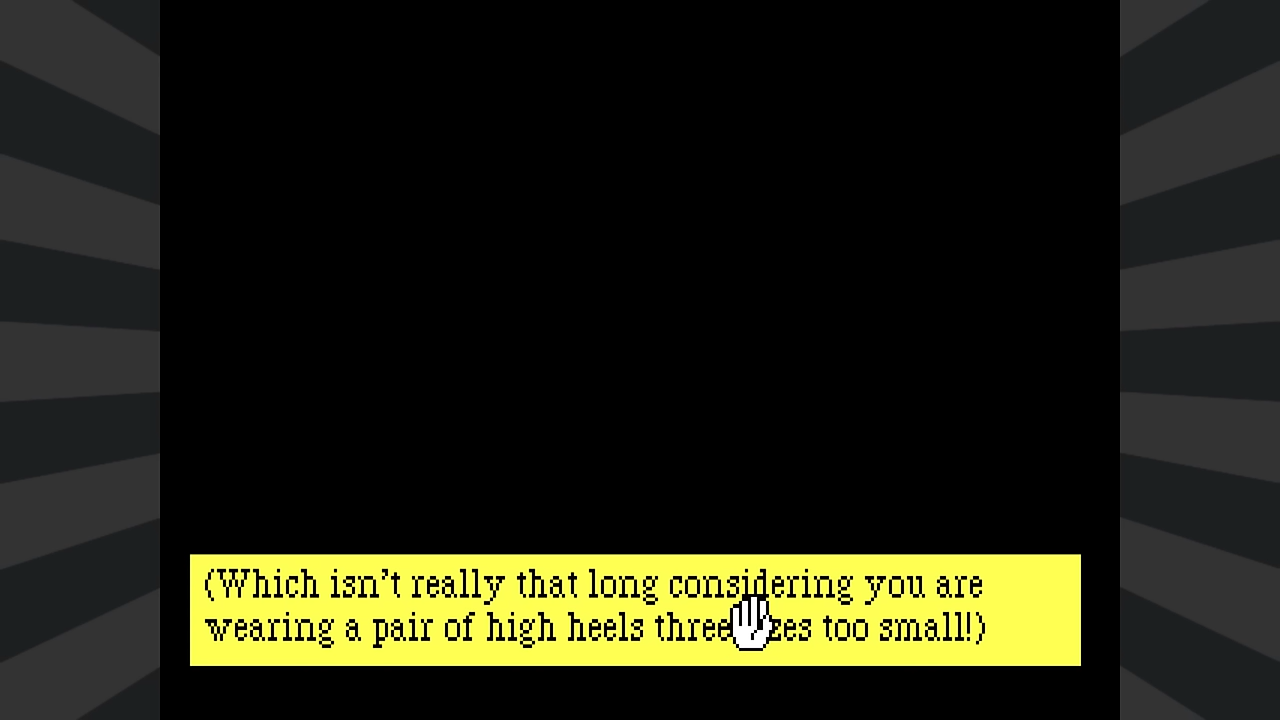 (Which isn't really that long considering you are
wearing a pair of high heels three too small!)